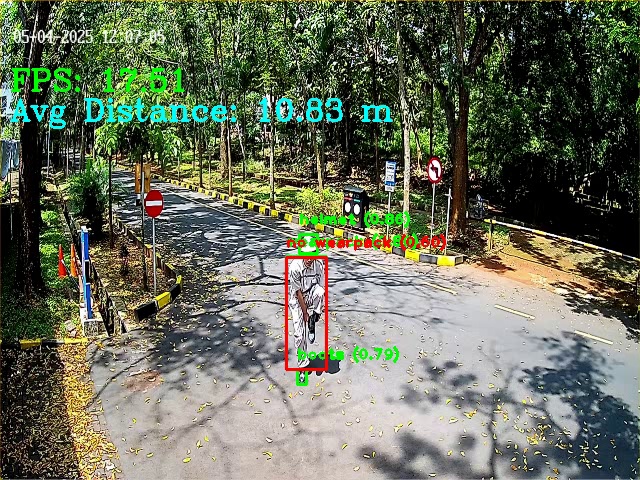 05-04-2025 12:07:05
FPS: 17.51
Avg Distance: 10.83 m
helmet (0.86)
no wearpack (0.60)
boots (0.79)